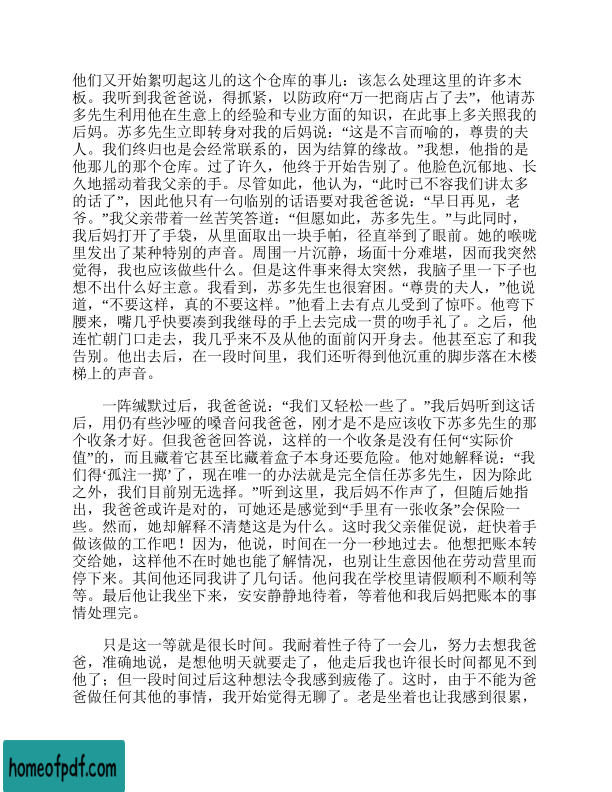 他们又开始絮叨起这儿的这个仓库的事儿：该怎么处理这里的许多木
板。我听到我爸爸说，得抓紧，以防政府“万一把商店占了去”，他请苏
多先生利用他在生意上的经验和专业方面的知识，在此事上多关照我的
后妈。苏多先生立即转身对我的后妈说：“这是不言而喻的，尊贵的夫
人。我们终归也是会经常联系的，因为结算的缘故。”我想，他指的是
他那儿的那个仓库。过了许久，他终于开始告别了。他脸色沉郁地、长
久地摇动着我父亲的手。尽管如此，他认为，“此时已不容我们讲太多
的话了”，因此他只有一句临别的话语要对我爸爸说：“早日再见，老
爷。”我父亲带着一丝苦笑答道：“但愿如此，苏多先生。”与此同时，
我后妈打开了手袋，从里面取出一块手帕，径直举到了眼前。她的喉咙
里发出了某种特别的声音。周围一片沉静，场面十分难堪，因而我突然
觉得，我也应该做些什么。但是这件事来得太突然，我脑子里一下子也
想不出什么好主意。我看到，苏多先生也很窘困。“尊贵的夫人，”他说
道，“不要这样，真的不要这样。”他看上去有点儿受到了惊吓。他弯下
腰来，嘴几乎快要凑到我继母的手上去完成一贯的吻手礼了。之后，他
连忙朝门口走去，我几乎来不及从他的面前闪开身去。他甚至忘了和我
告别。他出去后，在一段时间里，我们还听得到他沉重的脚步落在木楼
梯上的声音。
一阵缄默过后，我爸爸说：“我们又轻松一些了。”我后妈听到这话
后，用仍有些沙哑的嗓音问我爸爸，刚才是不是应该收下苏多先生的那
个收条才好。但我爸爸回答说，这样的一个收条是没有任何“实际价
值”的，而且藏着它甚至比藏着盒子本身还要危险。他对她解释说：“我
们得‘孤注一掷’了，现在唯一的办法就是完全信任苏多先生，因为除此
之外，我们目前别无选择。”听到这里，我后妈不作声了，但随后她指
出，我爸爸或许是对的，可她还是感觉到“手里有一张收条”会保险一
些。然而，她却解释不清楚这是为什么。这时我父亲催促说，赶快着手
做该做的工作吧！因为，他说，时间在一分一秒地过去。他想把账本转
交给她，这样他不在时她也能了解情况，也别让生意因他在劳动营里而
停下来。其间他还同我讲了几句话。他问我在学校里请假顺利不顺利等
等。最后他让我坐下来，安安静静地待着，等着他和我后妈把账本的事
情处理完。
只是这一等就是很长时间。我耐着性子待了一会儿，努力去想我爸
爸，准确地说，是想他明天就要走了，他走后我也许很长时间都见不到
他了；但一段时间过后这种想法令我感到疲倦了。这时，由于不能为爸
爸做任何其他的事情，我开始觉得无聊了。老是坐着也让我感到很累，
homeofpdf.com